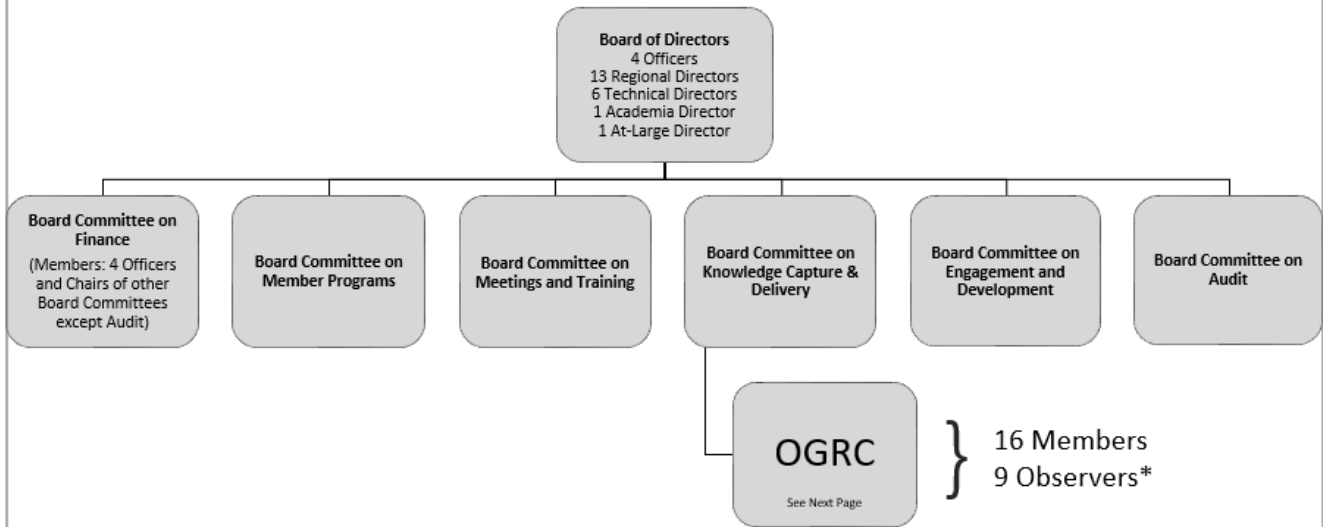 Board of Directors
4 Officers
13 Regional Directors
6 Technical Directors
1 Academia Director
1 At-Large Director
Board Committee on
Finance
(Members: 4 Officers
and Chairs of other
Board Committees
except Audit)
Board Committee on
Member Programs
Board Committee on
Meetings and Training
Board Committee on
Knowledge Capture &
Delivery
Board Committee on
Engagement and
Development
Board Committee on
Audit
OGRC
See Next Page
}
16 Members
9 Observers*